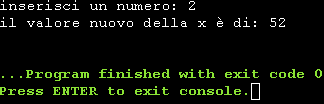 inserisci un numero: 2
il valore nuovo della x è di: 52
...Program finished with exit code 0
Press ENTER to exit console.